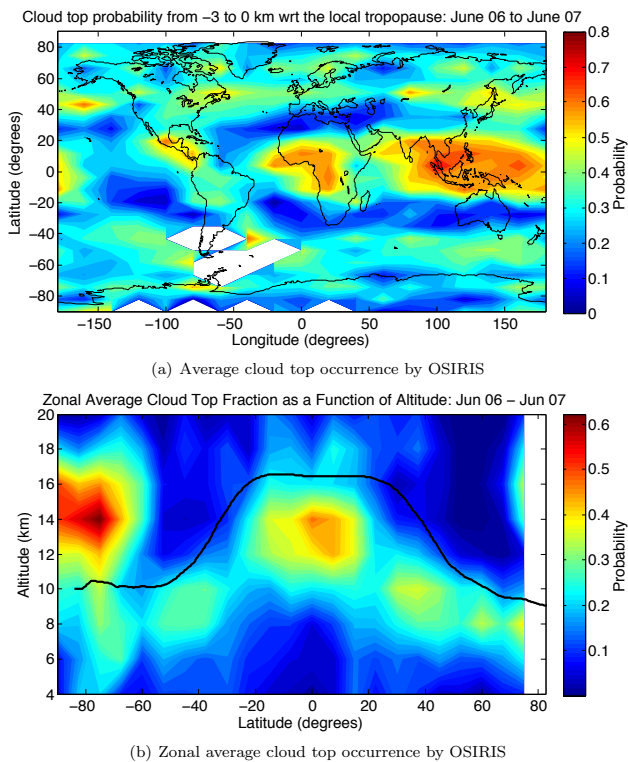 Cloud top probability from −3 to 0 km wrt the local tropopause: June 06 to June 07
80
60
40
20
0
−20
−40
−60
−80
Latitude (degrees)
−150 −100 −50 0 50 100 150
Longitude (degrees)
0.8
0.7
0.6
0.5
0.4
0.3
0.2
0.1
0
Probability
(a) Average cloud top occurrence by OSIRIS
Zonal Average Cloud Top Fraction as a Function of Altitude: Jun 06 − Jun 07
20
18
16
14
12
10
8
6
4
Altitude (km)
−80 −60 −40 −20 0 20 40 60 80
Latitude (degrees)
0.6
0.5
0.4
0.3
0.2
0.1
Probability
(b) Zonal average cloud top occurrence by OSIRIS